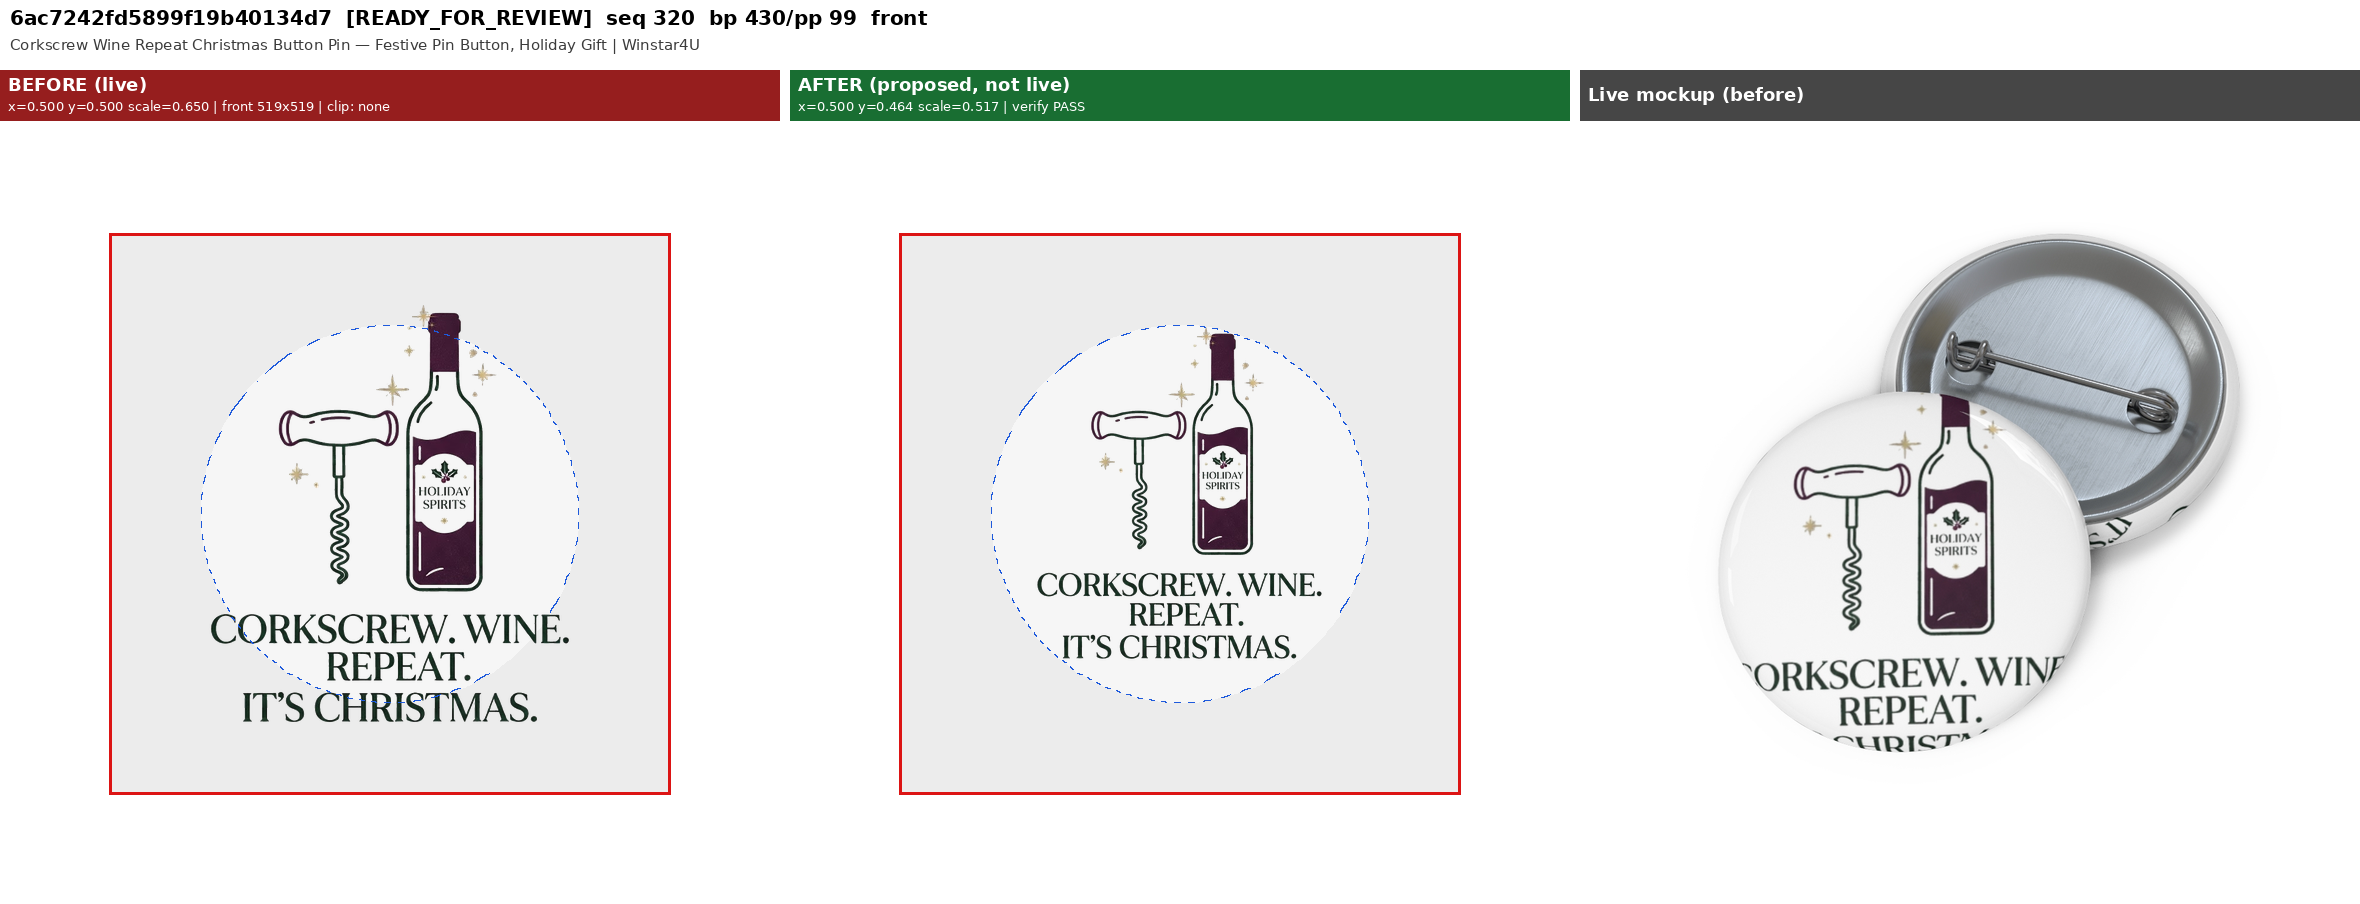 6ac7242fd5899f19b40134d7 [READY_FOR_REVIEW] seq 320 bp 430/pp 99 front
Corkscrew Wine Repeat Christmas Button Pin — Festive Pin Button, Holiday Gift | Winstar4U
BEFORE (live)
x=0.500 y=0.500 scale=0.650 | front 519x519 | clip: none
AFTER (proposed, not live)
x=0.500 y=0.464 scale=0.517 | verify PASS
Live mockup (before)
HOLIDAY
SPIRITS
CORKSCREW. WINE.
REPEAT.
IT'S CHRISTMAS.
HOLIDAY
SPIRITS
CORKSCREW. WINE.
REPEAT.
IT'S CHRISTMAS.
HOLIDAY
SPIRITS
ORKSCREW. WINE
REPEAT.